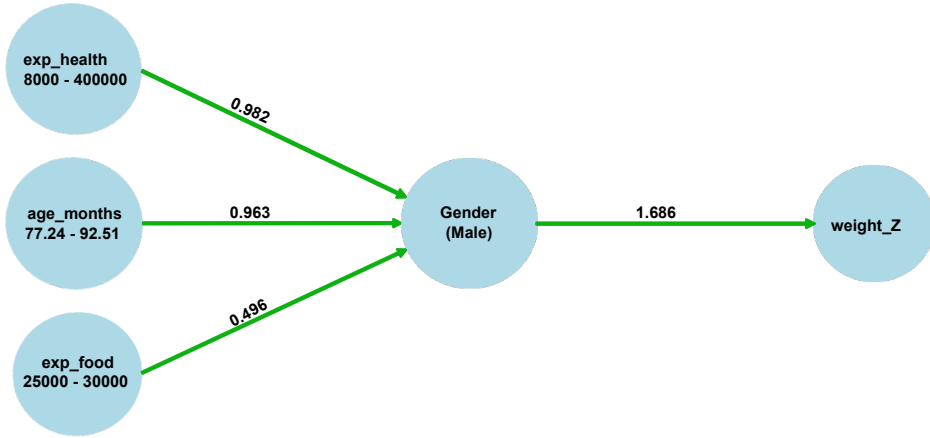 exp_health
8000 - 400000
0.982
age_months
77.24 - 92.51
0.963
Gender
(Male)
1.686
weight_Z
0.496
exp_food
25000 - 30000